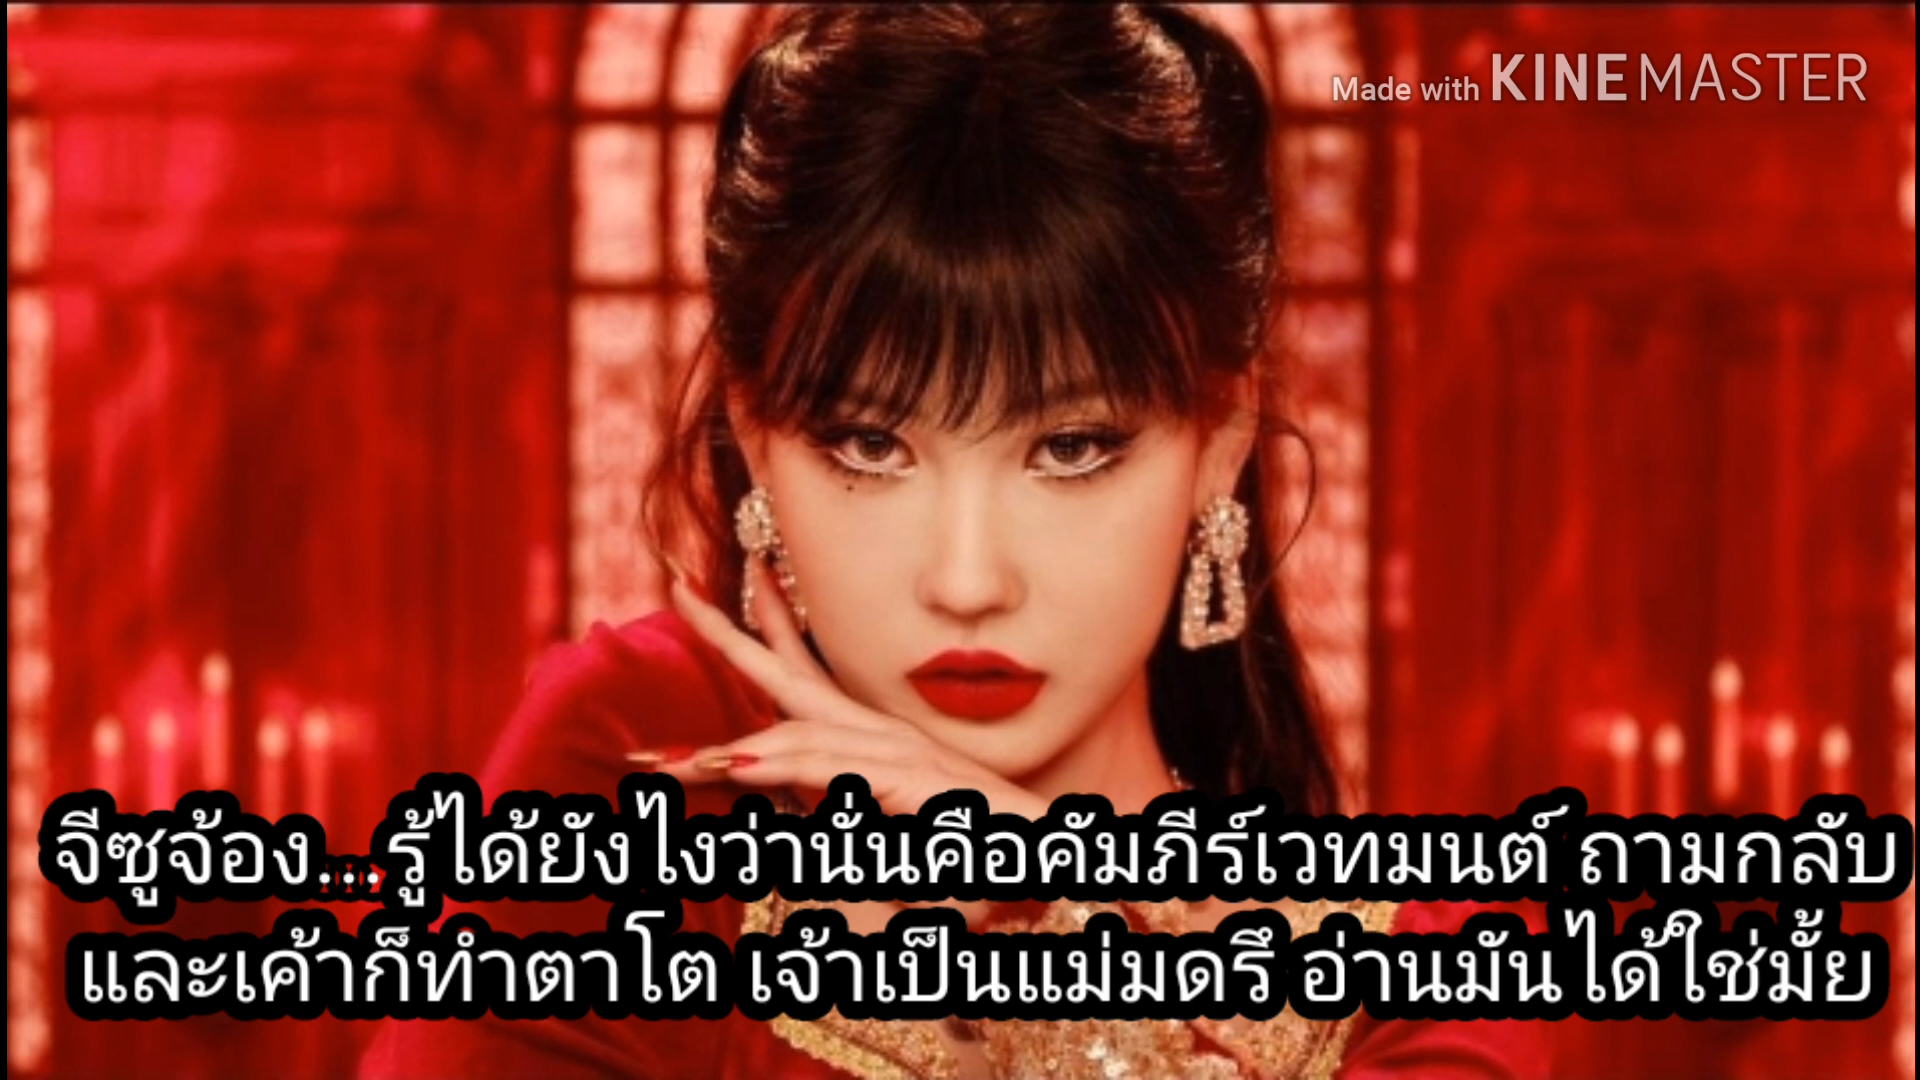 Made with KINEMASTER
จีซูจ้อง... รู้ได้ยังไงว่านั่นคือคัมภีร์เวทมนต์ ถามกลับ
และเค้าก็ทำตาโต เจ้าเป็นแม่มดรึ อ่านมันได้ใช่มั้ย